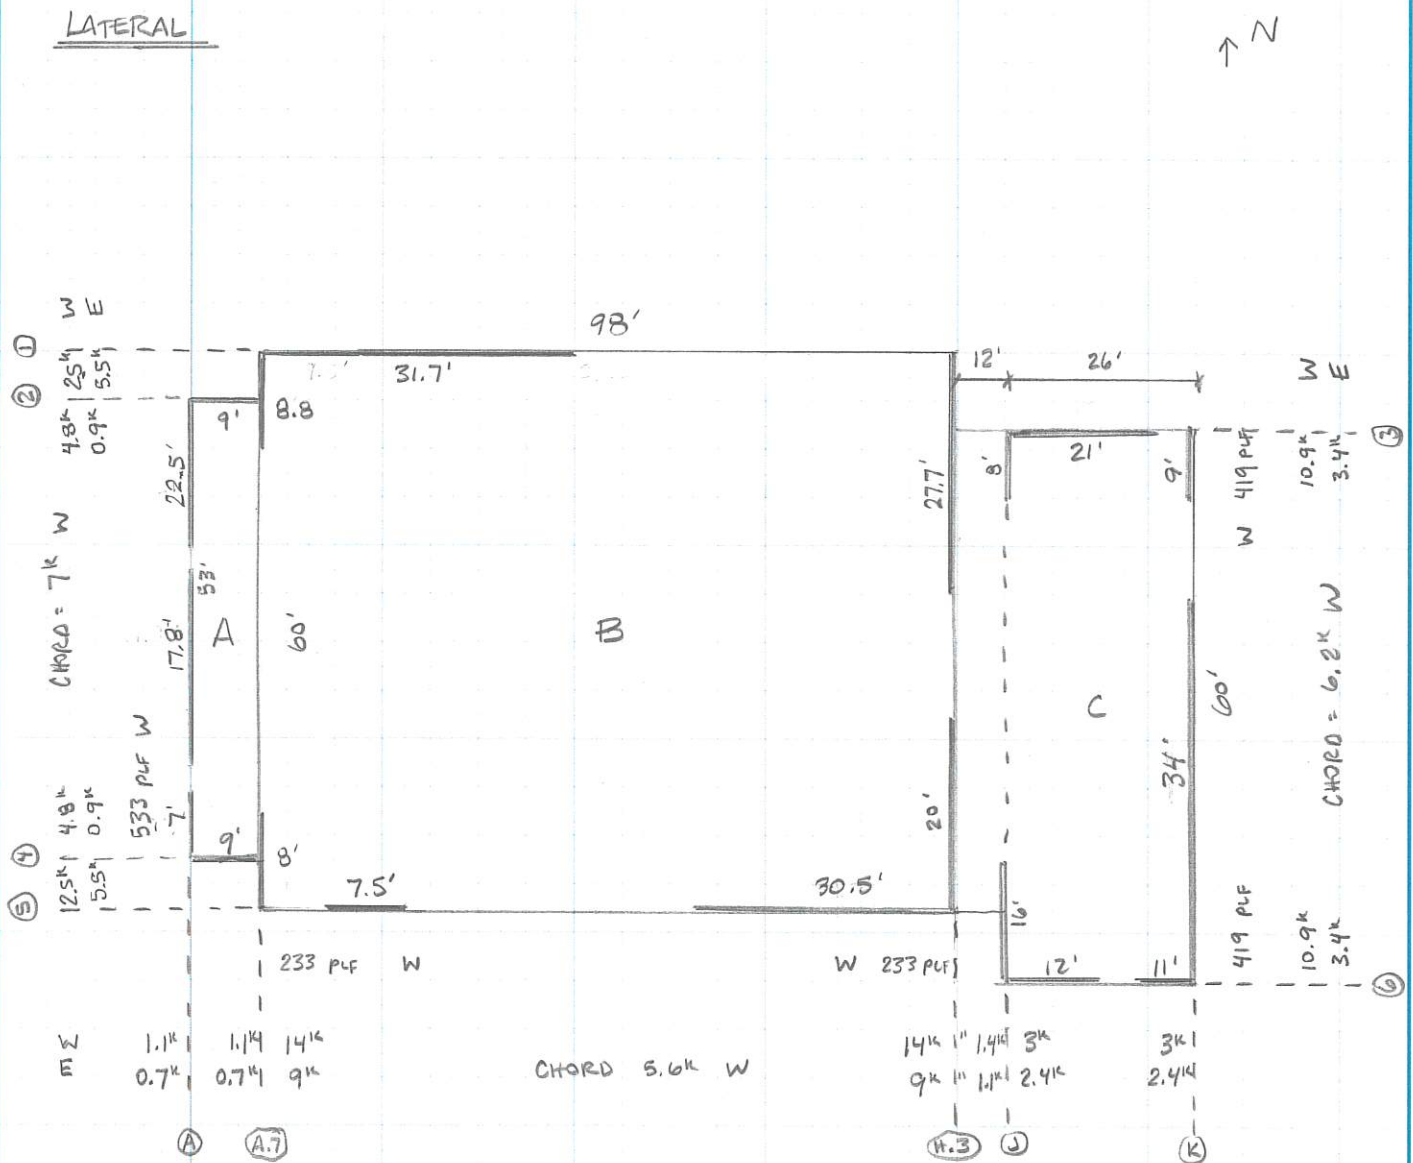 LATERAL
↑ N
98'
12' 26'
1
2
25ᵏ W
5.5ᵏ E
4.8ᵏ
0.9ᵏ
9'
8.8
31.7'
W
E
3
10.9ᵏ
3.4ᵏ
W 419 PLF
21'
8'
9'
27.7'
22.5'
CHORD = 7ᵏ W
53'
A
60'
B
17.8'
C
60'
CHORD = 6.2ᵏ W
34'
533 PLF W
7'
20'
4
5
4.8ᵏ
0.9ᵏ
12.5ᵏ
5.5ᵏ
9'
8'
7.5'
30.5'
16'
419 PLF
10.9ᵏ
3.4ᵏ
6
233 PLF W
W 233 PLF
12' 11'
W 1.1ᵏ 1.1ᵏ 14ᵏ
14ᵏ " 1.4ᵏ 3ᵏ 3ᵏ
E 0.7ᵏ 0.7ᵏ 9ᵏ
CHORD 5.6ᵏ W
9ᵏ " 1.1ᵏ 2.4ᵏ 2.4ᵏ
A A.7 H.3 J K